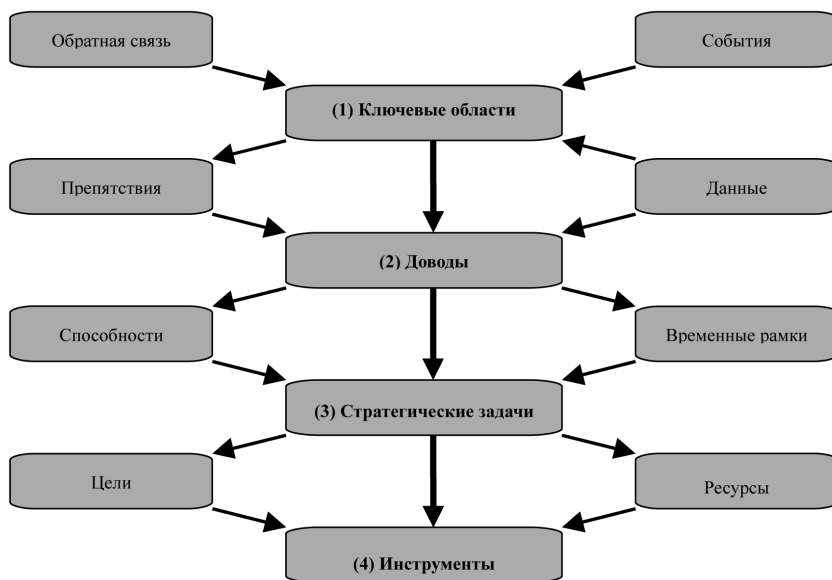 Обратная связь
События
(1) Ключевые области
Препятствия
Данные
(2) Доводы
Способности
Временные рамки
(3) Стратегические задачи
Цели
Ресурсы
(4) Инструменты